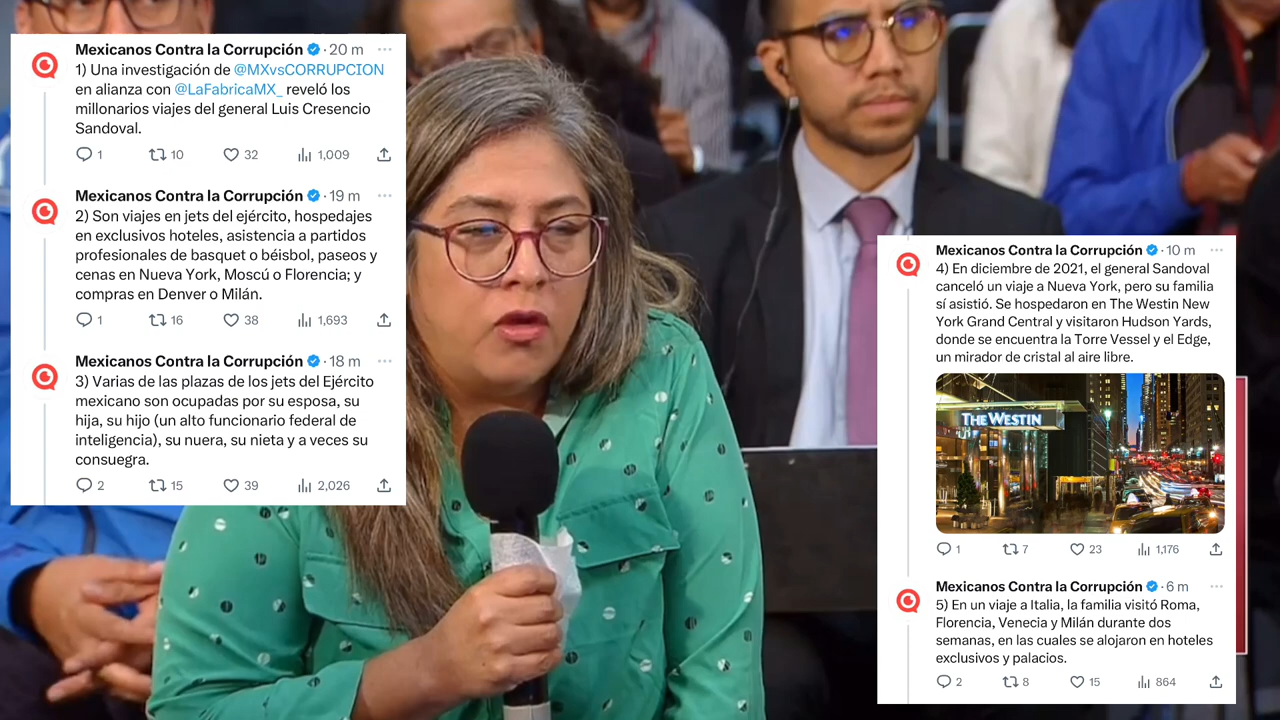 Mexicanos Contra la Corrupción · 20 m
1) Una investigación de @MXvsCORRUPCION
en alianza con @LaFabricaMX_ reveló los
millonarios viajes del general Luis Cresencio
Sandoval.
1 10 32 1,009
Mexicanos Contra la Corrupción · 19 m
2) Son viajes en jets del ejército, hospedajes
en exclusivos hoteles, asistencia a partidos
profesionales de basquet o béisbol, paseos y
cenas en Nueva York, Moscú o Florencia; y
compras en Denver o Milán.
1 16 38 1,693
Mexicanos Contra la Corrupción · 18 m
3) Varias de las plazas de los jets del Ejército
mexicano son ocupadas por su esposa, su
hija, su hijo (un alto funcionario federal de
inteligencia), su nuera, su nieta y a veces su
consuegra.
2 15 39 2,026
Mexicanos Contra la Corrupción · 10 m
4) En diciembre de 2021, el general Sandoval
canceló un viaje a Nueva York, pero su familia
sí asistió. Se hospedaron en The Westin New
York Grand Central y visitaron Hudson Yards,
donde se encuentra la Torre Vessel y el Edge,
un mirador de cristal al aire libre.
THE WESTIN
1 7 23 1,176
Mexicanos Contra la Corrupción · 6 m
5) En un viaje a Italia, la familia visitó Roma,
Florencia, Venecia y Milán durante dos
semanas, en las cuales se alojaron en hoteles
exclusivos y palacios.
2 8 15 864